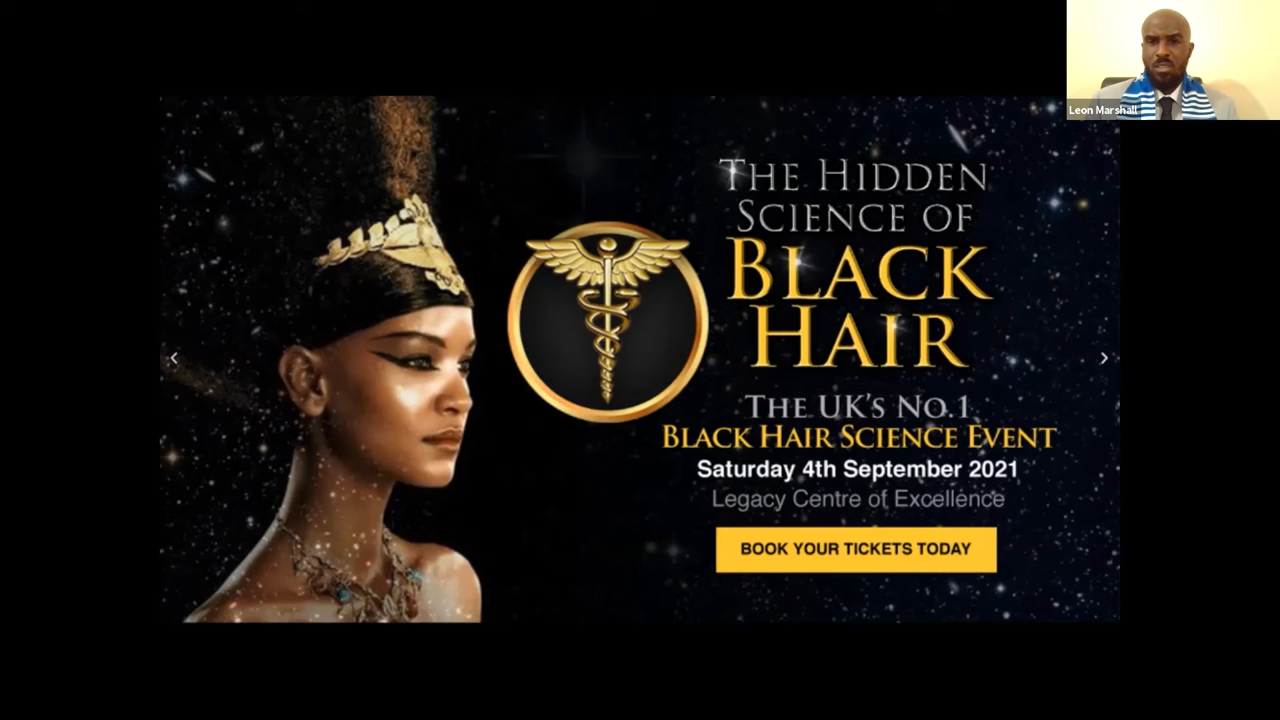 Leon Marshall
The Hidden
Science of
Black
Hair
The UK's No.1
Black Hair Science Event
Saturday 4th September 2021
Legacy Centre of Excellence
BOOK YOUR TICKETS TODAY